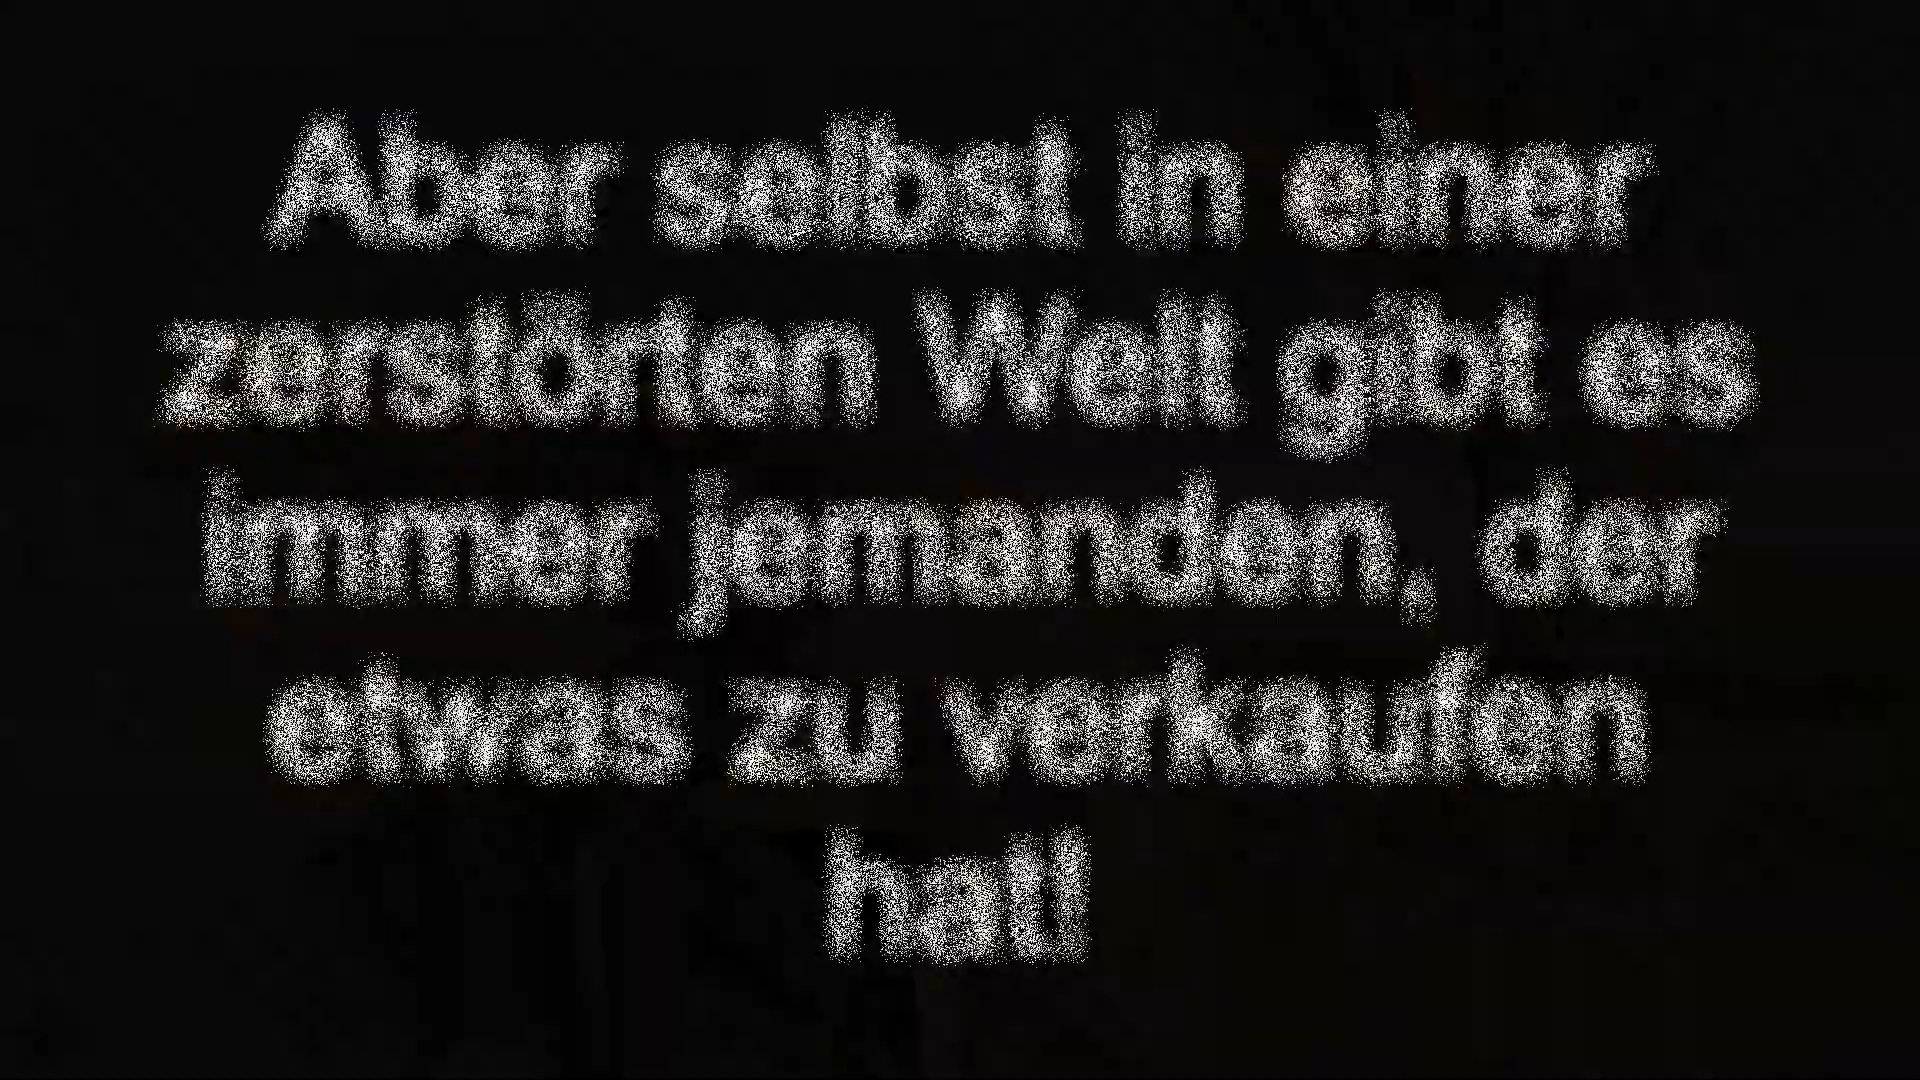 Aber selbst in einer
zerstörten Welt gibt es
immer jemanden, der
etwas zu verkaufen
hat!